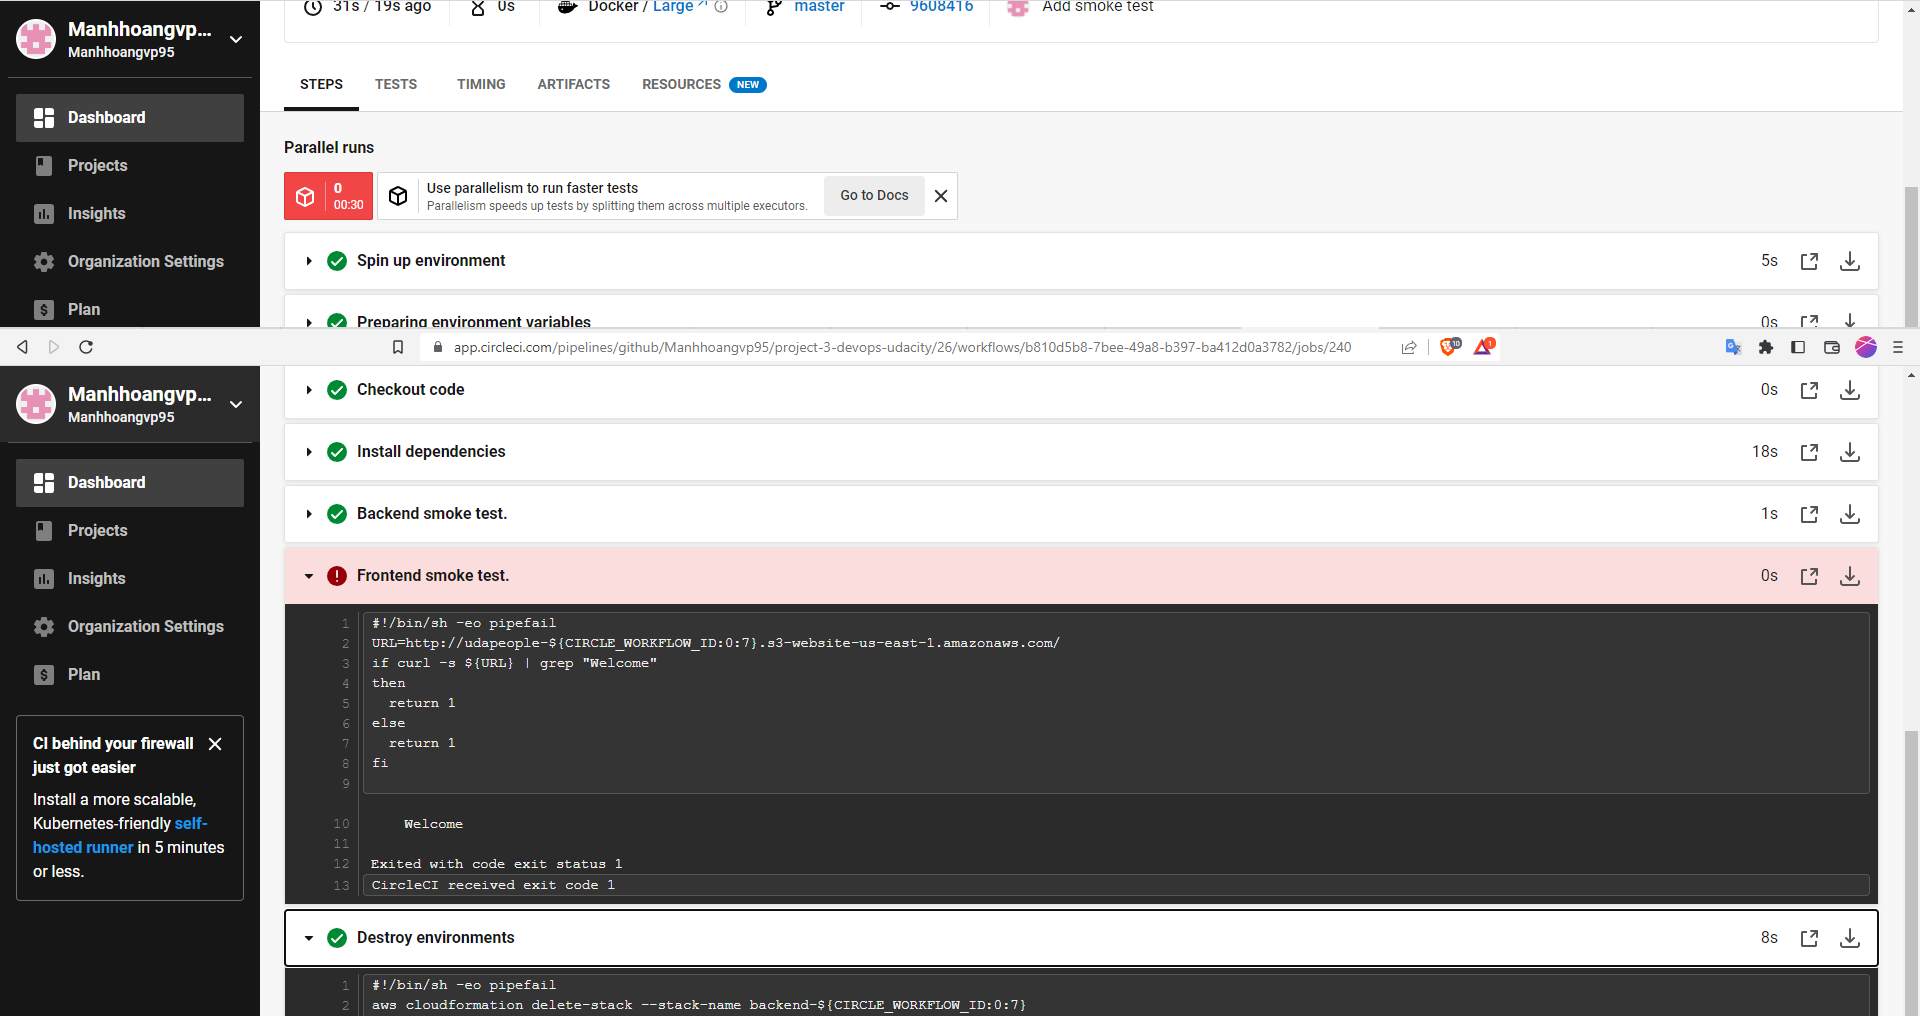 Manhhoangvp...
Manhhoangvp95
Dashboard
Projects
Insights
Organization Settings
Plan
31s / 19s ago
0s
Docker / Large
master
9608416
Add smoke test
STEPS
TESTS
TIMING
ARTIFACTS
RESOURCES
NEW
Parallel runs
0
00:30
Use parallelism to run faster tests
Parallelism speeds up tests by splitting them across multiple executors.
Go to Docs
Spin up environment
5s
Preparing environment variables
0s
app.circleci.com/pipelines/github/Manhhoangvp95/project-3-devops-udacity/26/workflows/b810d5b8-7bee-49a8-b397-ba412d0a3782/jobs/240
10
1
Manhhoangvp...
Manhhoangvp95
Dashboard
Projects
Insights
Organization Settings
Plan
CI behind your firewall
just got easier
Install a more scalable,
Kubernetes-friendly self-
hosted runner in 5 minutes
or less.
Checkout code
0s
Install dependencies
18s
Backend smoke test.
1s
Frontend smoke test.
0s
1 #!/bin/sh -eo pipefail
2 URL=http://udapeople-${CIRCLE_WORKFLOW_ID:0:7}.s3-website-us-east-1.amazonaws.com/
3 if curl -s ${URL} | grep "Welcome"
4 then
5   return 1
6 else
7   return 1
8 fi
9
10     Welcome
11
12 Exited with code exit status 1
13 CircleCI received exit code 1
Destroy environments
8s
1 #!/bin/sh -eo pipefail
2 aws cloudformation delete-stack --stack-name backend-${CIRCLE_WORKFLOW_ID:0:7}